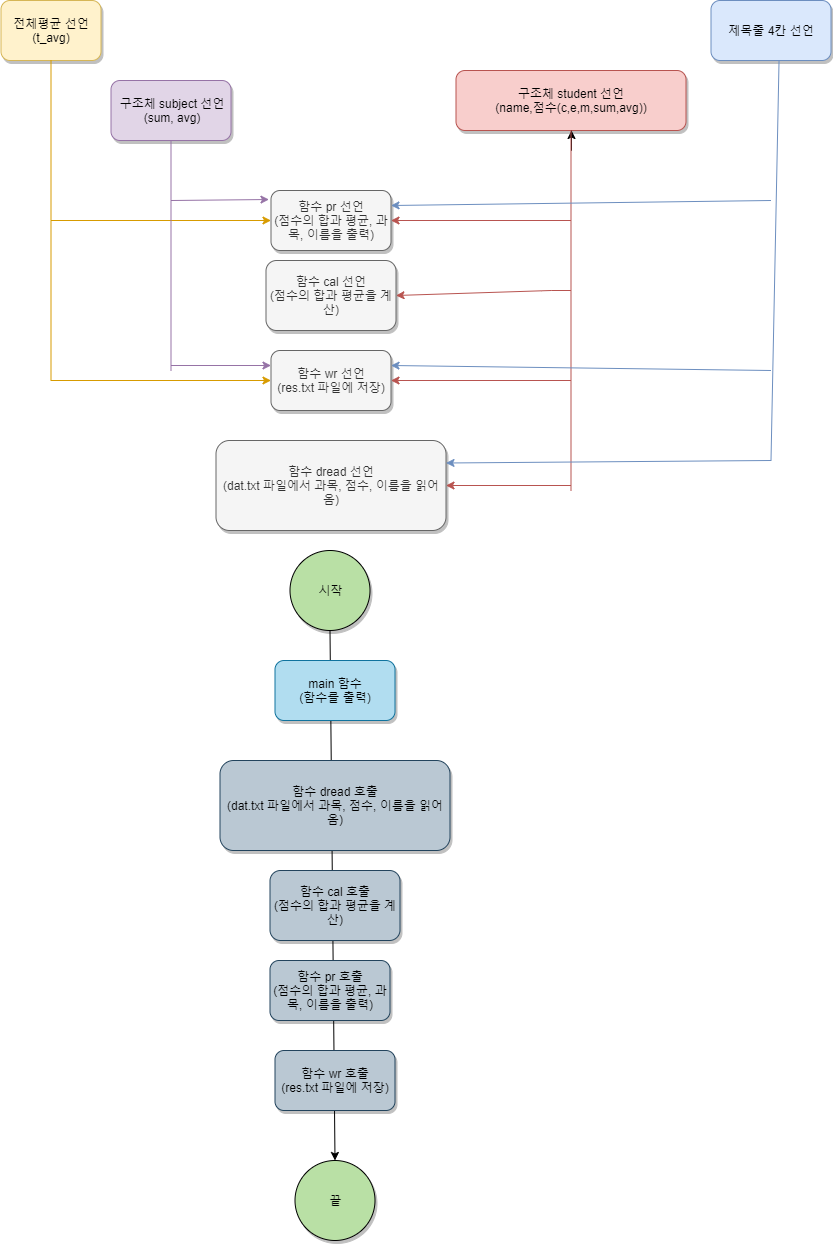 전체평균 선언
(t_avg)
제목줄 4칸 선언
구조체 subject 선언
(sum, avg)
구조체 student 선언
(name,점수(c,e,m,sum,avg))
함수 pr 선언
(점수의 합과 평균, 과
목, 이름을 출력)
함수 cal 선언
(점수의 합과 평균을 계
산)
함수 wr 선언
(res.txt 파일에 저장)
함수 dread 선언
(dat.txt 파일에서 과목, 점수, 이름을 읽어
옴)
시작
main 함수
(함수를 출력)
함수 dread 호출
(dat.txt 파일에서 과목, 점수, 이름을 읽어
옴)
함수 cal 호출
(점수의 합과 평균을 계
산)
함수 pr 호출
(점수의 합과 평균, 과
목, 이름을 출력)
함수 wr 호출
(res.txt 파일에 저장)
끝